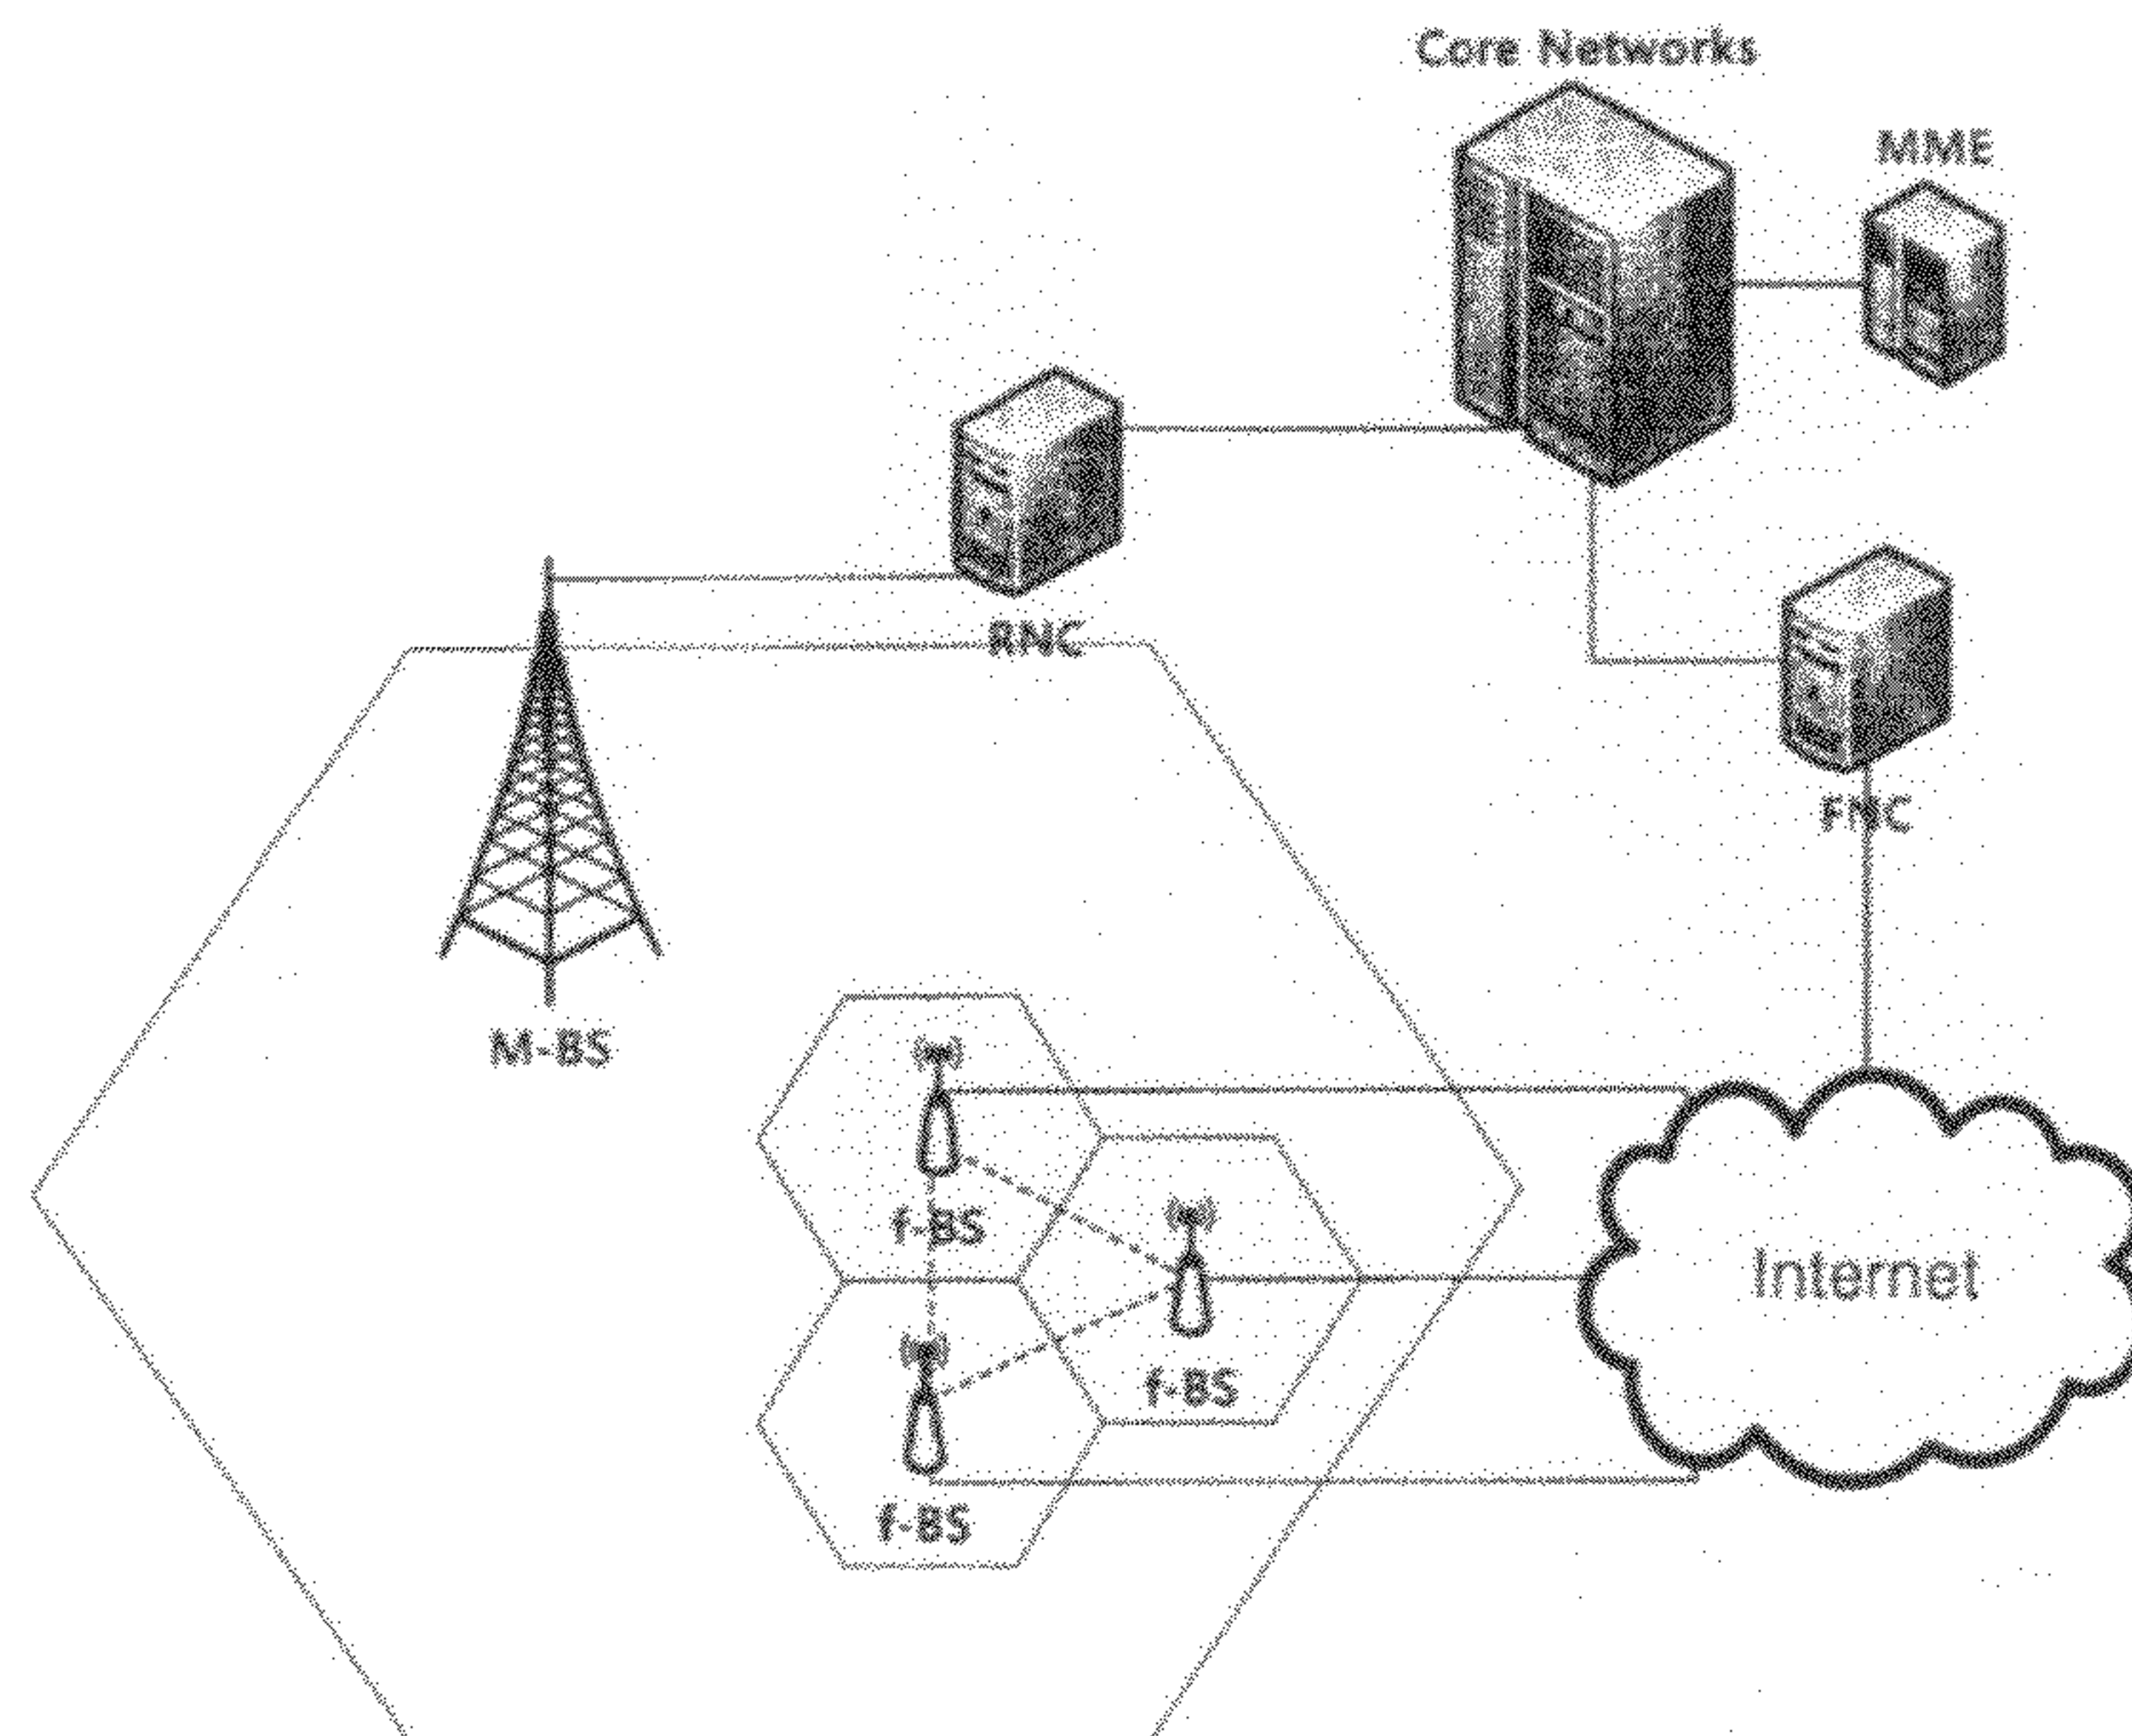 Core Networks
MME
RNC
FNC
M-BS
f-BS
f-BS
f-BS
Internet